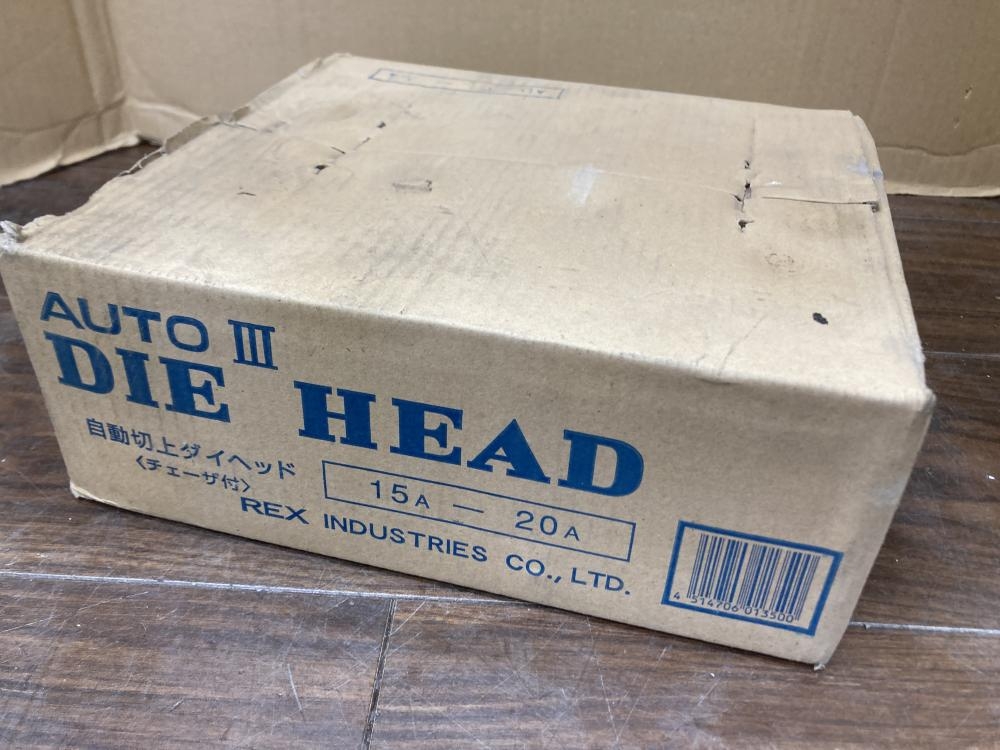 AUTO III
DIE HEAD
自動切上ダイヘッド
〈チェーザ付〉
15A — 20A
REX INDUSTRIES CO., LTD.
4 514706 013500